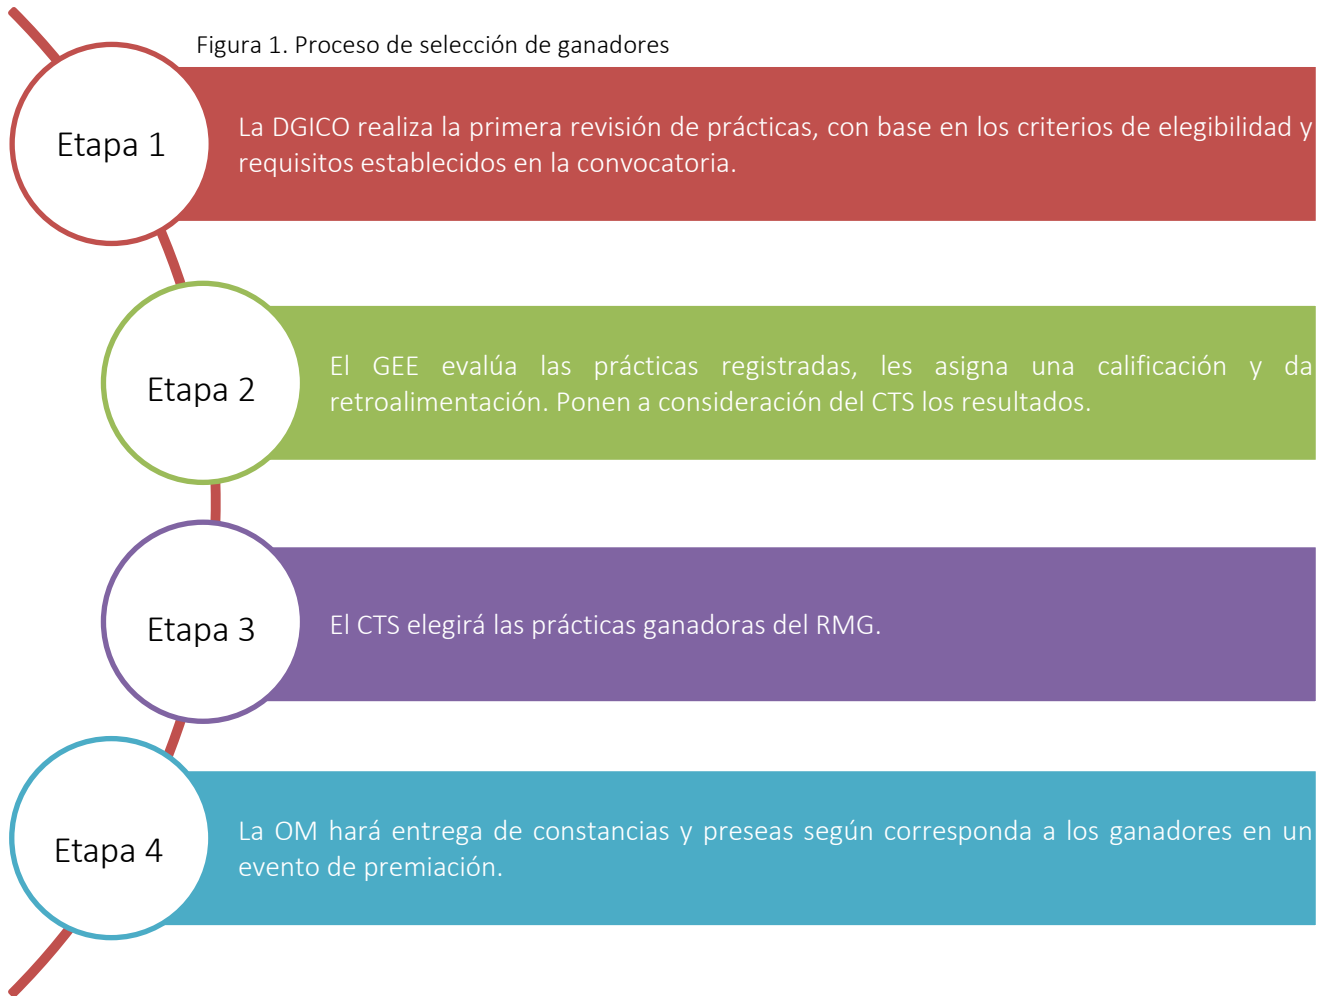 Figura 1. Proceso de selección de ganadores
Etapa 1
La DGICO realiza la primera revisión de prácticas, con base en los criterios de elegibilidad y
requisitos establecidos en la convocatoria.
Etapa 2
El GEE evalúa las prácticas registradas, les asigna una calificación y da
retroalimentación. Ponen a consideración del CTS los resultados.
Etapa 3
El CTS elegirá las prácticas ganadoras del RMG.
Etapa 4
La OM hará entrega de constancias y preseas según corresponda a los ganadores en un
evento de premiación.